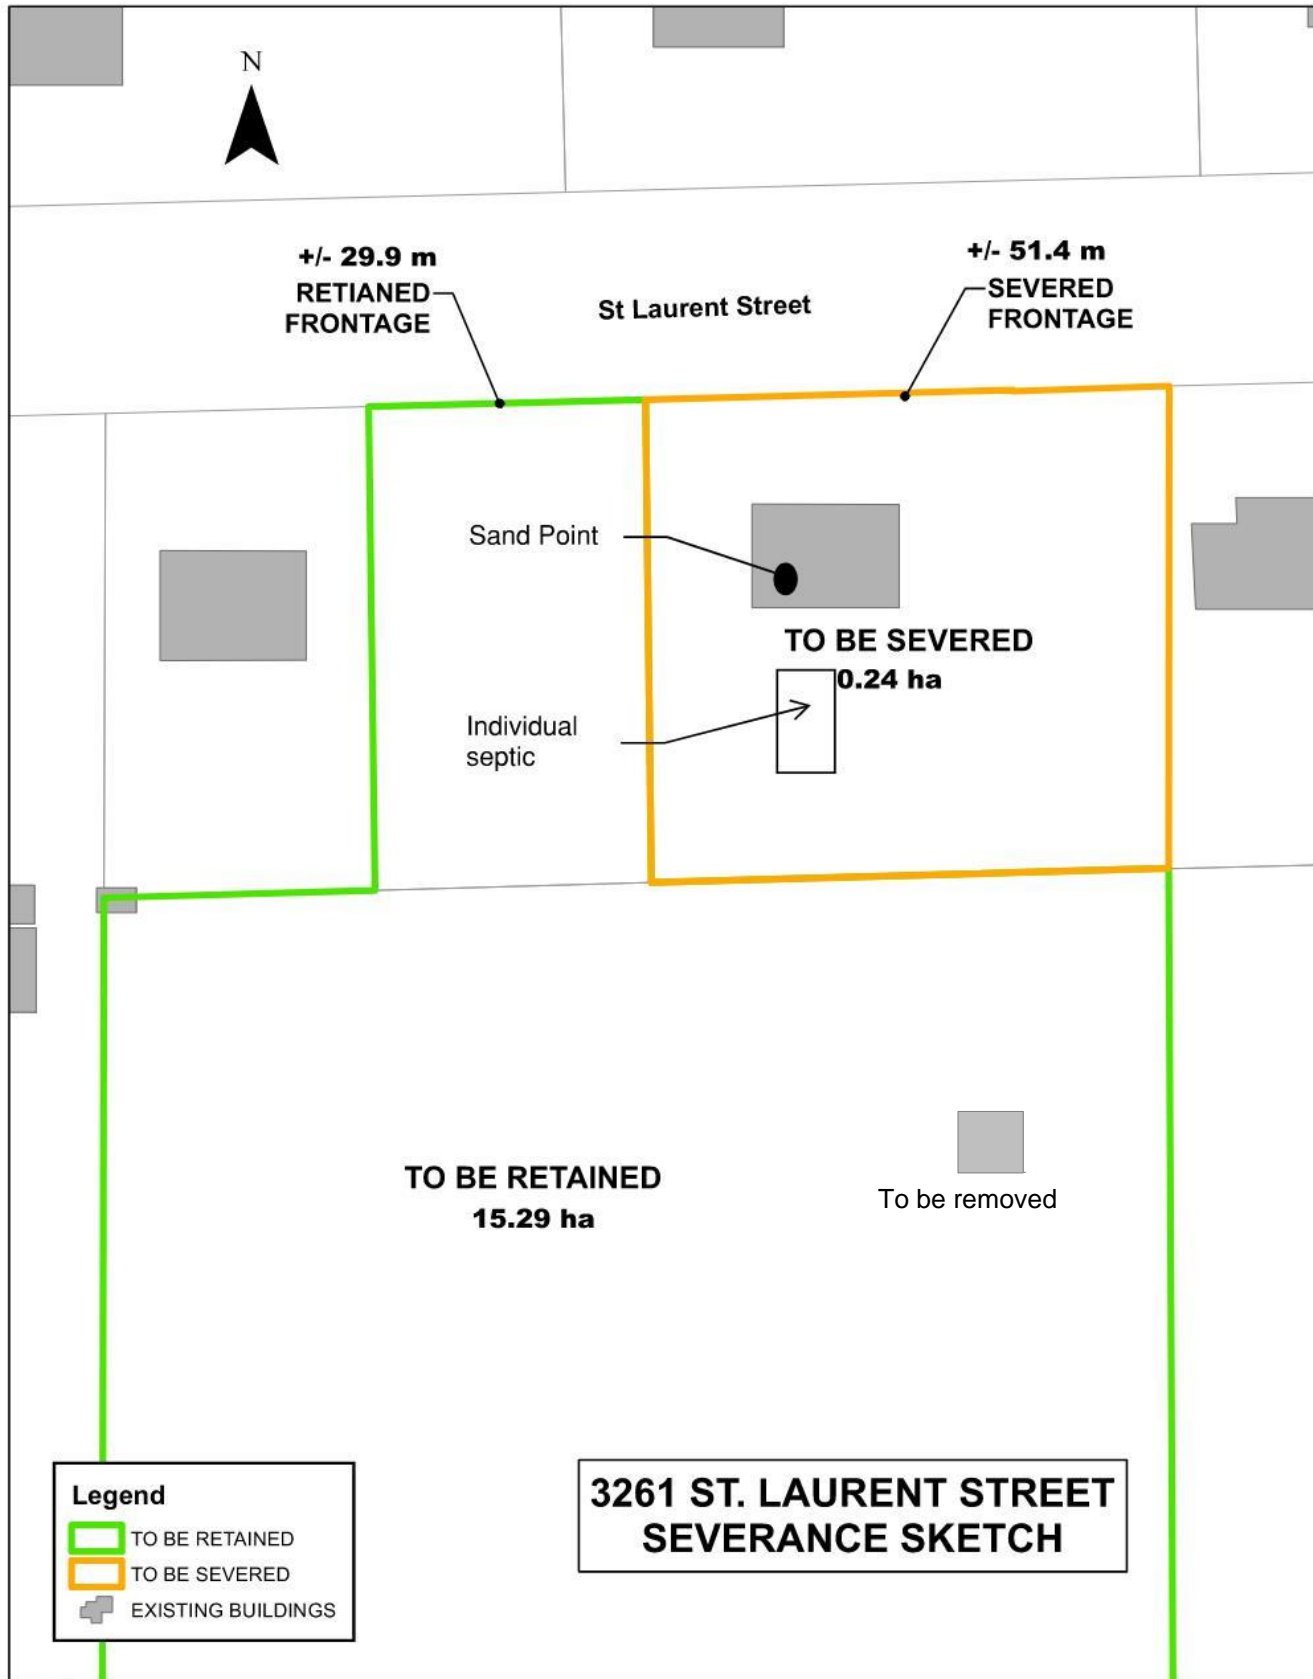 N
+/- 29.9 m
RETIANED
FRONTAGE
St Laurent Street
+/- 51.4 m
SEVERED
FRONTAGE
Sand Point
TO BE SEVERED
0.24 ha
Individual
septic
TO BE RETAINED
15.29 ha
To be removed
Legend
TO BE RETAINED
TO BE SEVERED
EXISTING BUILDINGS
3261 ST. LAURENT STREET
SEVERANCE SKETCH